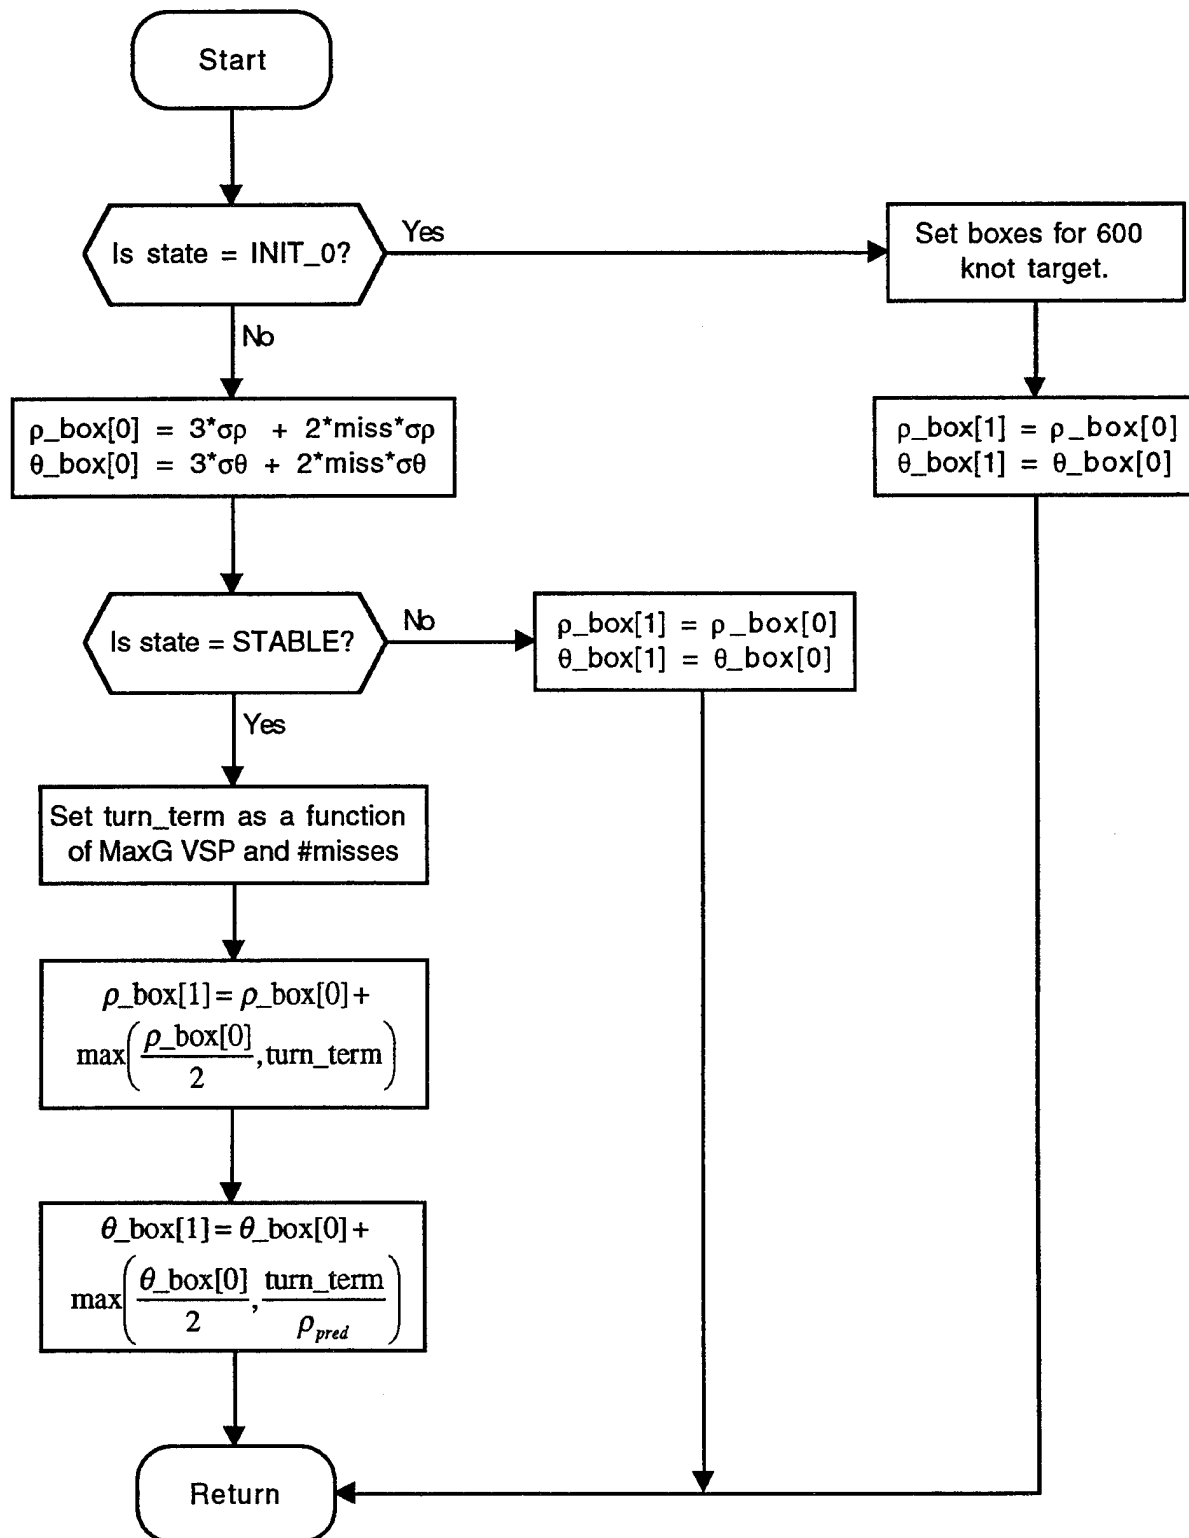 Start
Is state = INIT_0?
Yes
Set boxes for 600
knot target.
No
ρ_box[0] = 3*σρ + 2*miss*σρ
θ_box[0] = 3*σθ + 2*miss*σθ
ρ_box[1] = ρ_box[0]
θ_box[1] = θ_box[0]
Is state = STABLE?
No
ρ_box[1] = ρ_box[0]
θ_box[1] = θ_box[0]
Yes
Set turn_term as a function
of MaxG VSP and #misses
ρ_box[1] = ρ_box[0] +
max(ρ_box[0]/2, turn_term)
θ_box[1] = θ_box[0] +
max(θ_box[0]/2, turn_term/ρ_pred)
Return